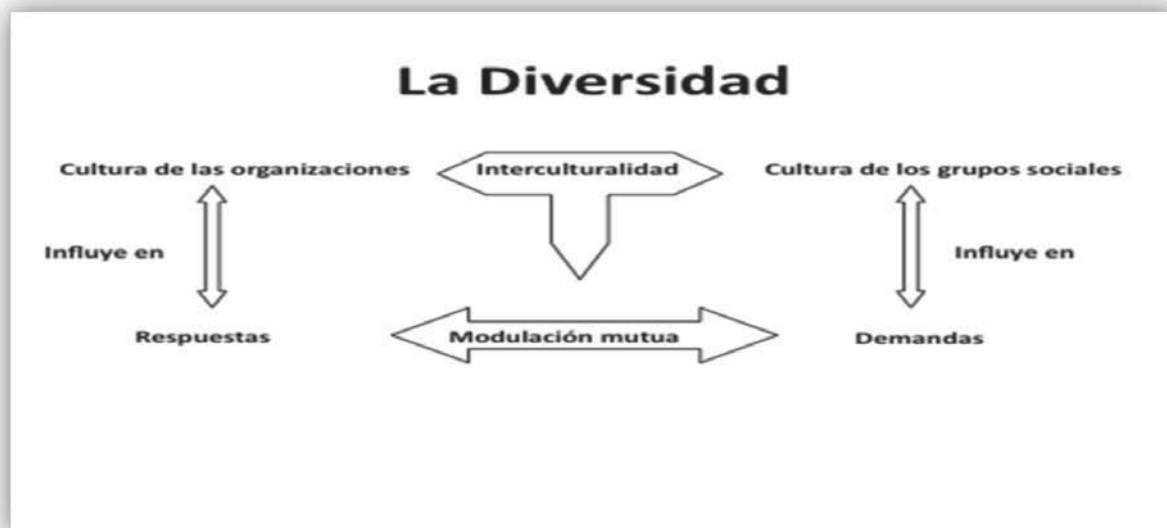 La Diversidad
Cultura de las organizaciones
Interculturalidad
Cultura de los grupos sociales
Influye en
Influye en
Respuestas
Modulación mutua
Demandas